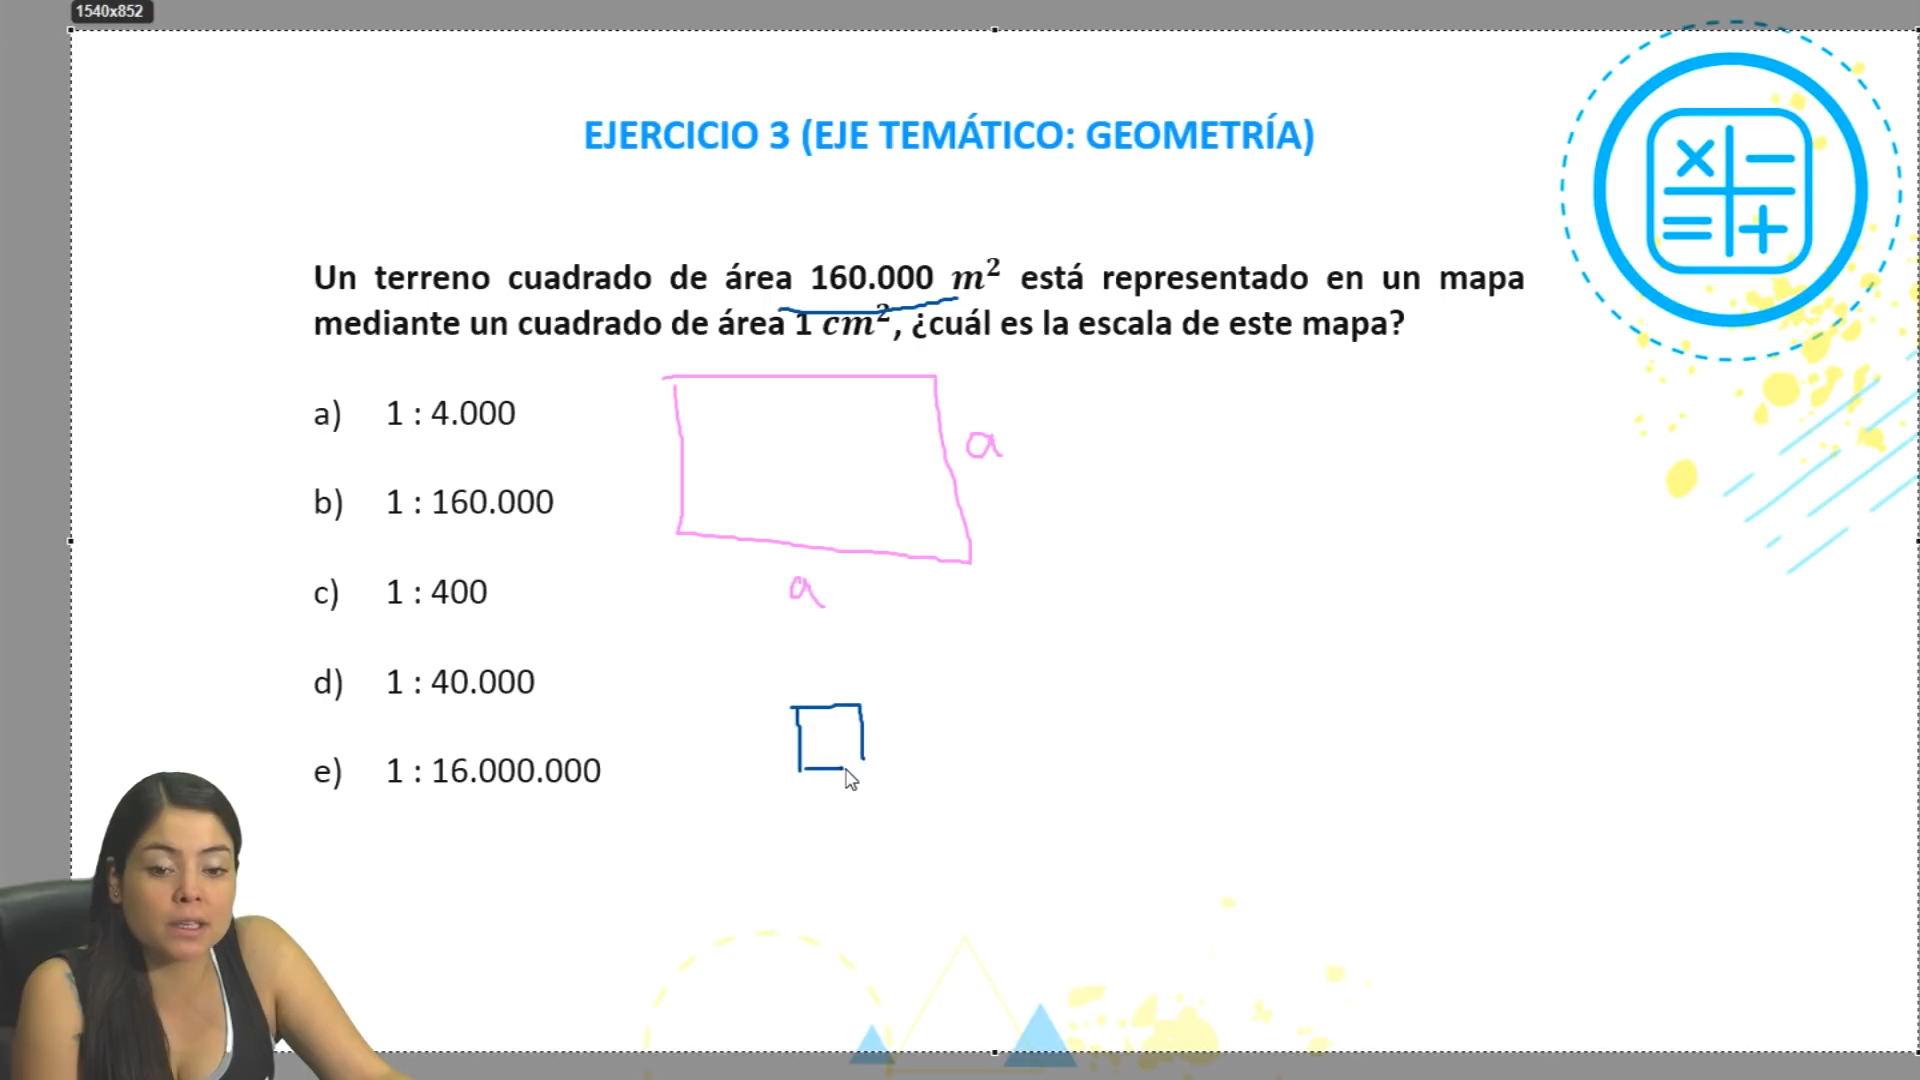 1540x852
EJERCICIO 3 (EJE TEMÁTICO: GEOMETRÍA)
Un terreno cuadrado de área 160.000 m² está representado en un mapa
mediante un cuadrado de área 1 cm², ¿cuál es la escala de este mapa?
a) 1 : 4.000
b) 1 : 160.000
c) 1 : 400
d) 1 : 40.000
e) 1 : 16.000.000
a
a